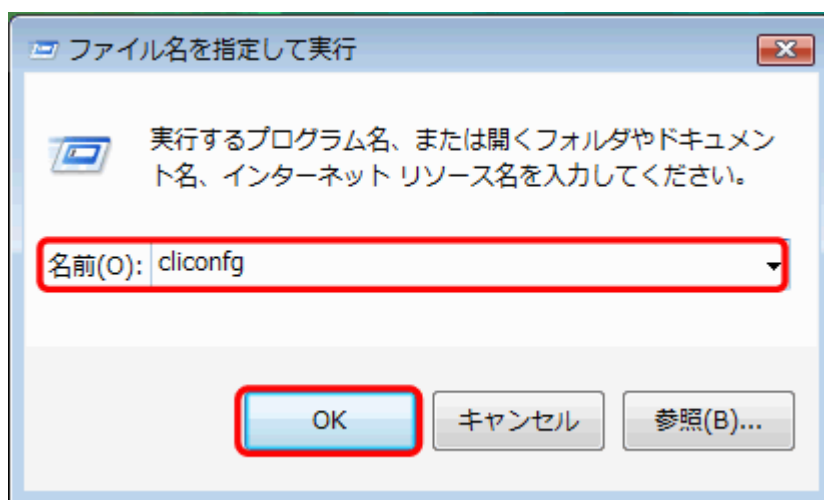 ファイル名を指定して実行
実行するプログラム名、または開くフォルダやドキュメン
ト名、インターネット リソース名を入力してください。
名前(O): cliconfg
OK キャンセル 参照(B)...